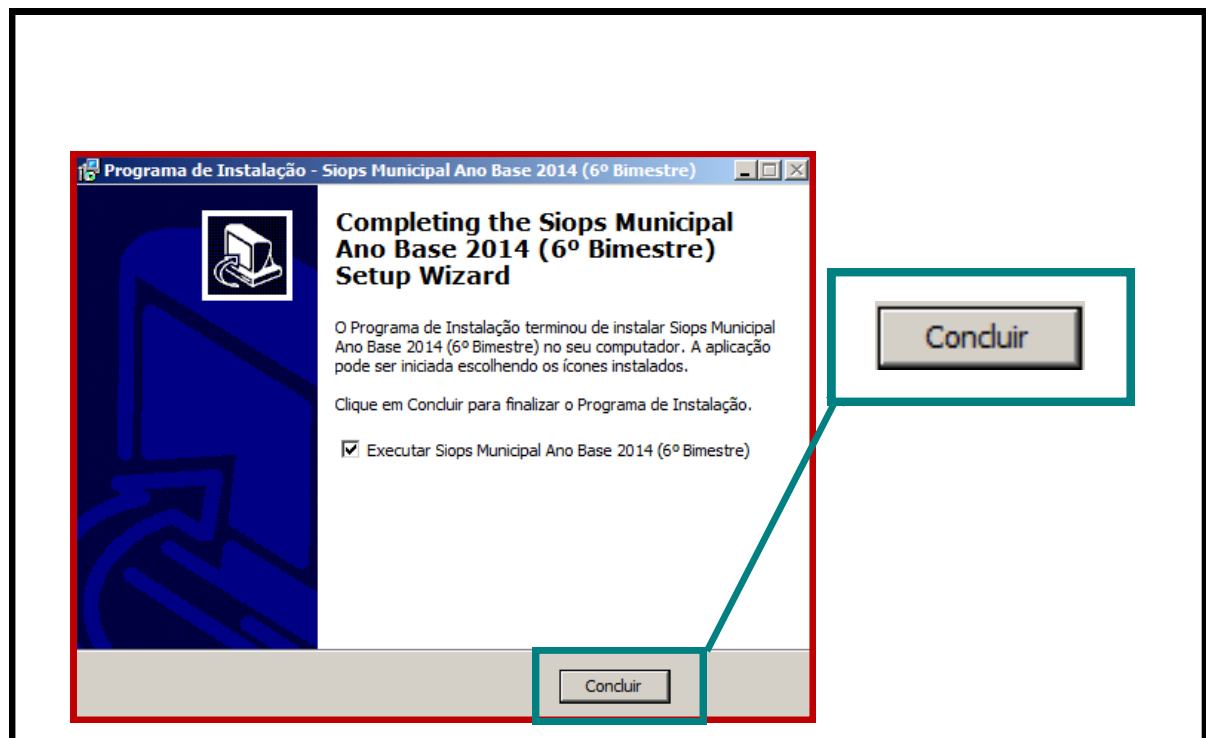 Programa de Instalação - Siops Municipal Ano Base 2014 (6º Bimestre)
Completing the Siops Municipal
Ano Base 2014 (6º Bimestre)
Setup Wizard
O Programa de Instalação terminou de instalar Siops Municipal
Ano Base 2014 (6º Bimestre) no seu computador. A aplicação
pode ser iniciada escolhendo os ícones instalados.
Clique em Concluir para finalizar o Programa de Instalação.
Executar Siops Municipal Ano Base 2014 (6º Bimestre)
Concluir
Concluir